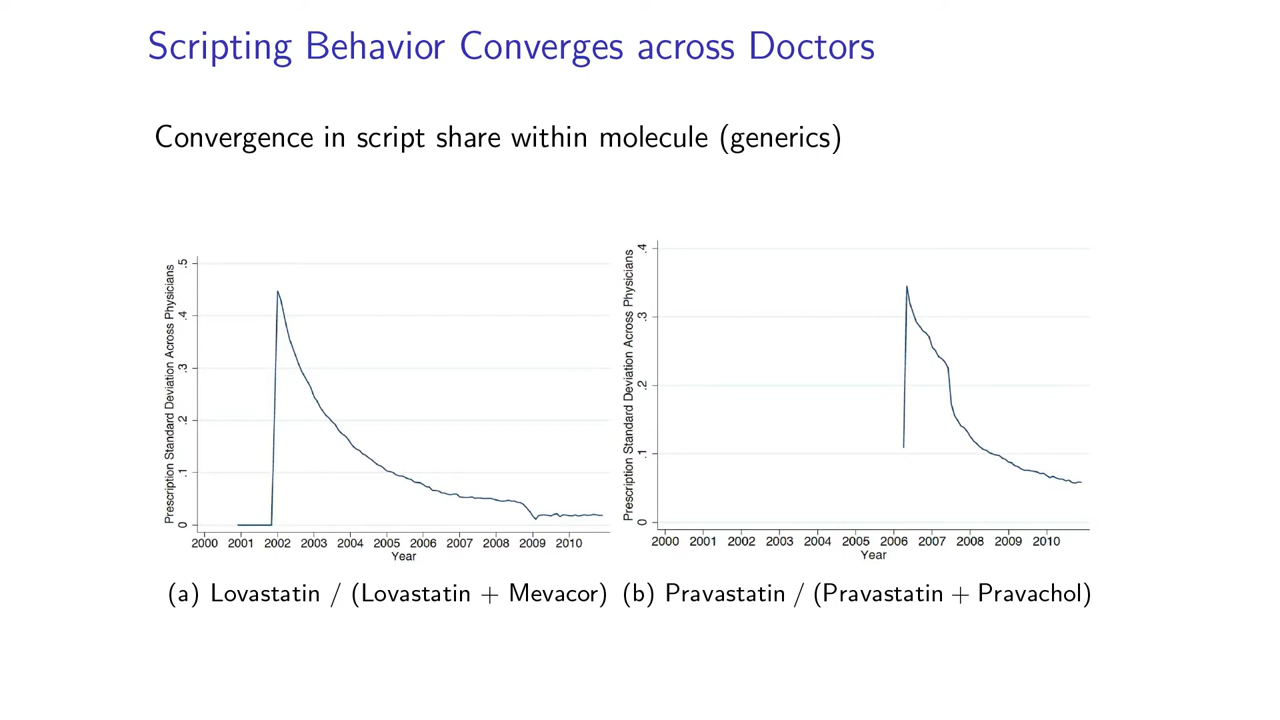 Scripting Behavior Converges across Doctors
Convergence in script share within molecule (generics)
Prescription Standard Deviation Across Physicians
.5
.4
.3
.2
.1
0
2000 2001 2002 2003 2004 2005 2006 2007 2008 2009 2010
Year
(a) Lovastatin / (Lovastatin + Mevacor)
Prescription Standard Deviation Across Physicians
.4
.3
.2
.1
0
2000 2001 2002 2003 2004 2005 2006 2007 2008 2009 2010
Year
(b) Pravastatin / (Pravastatin + Pravachol)